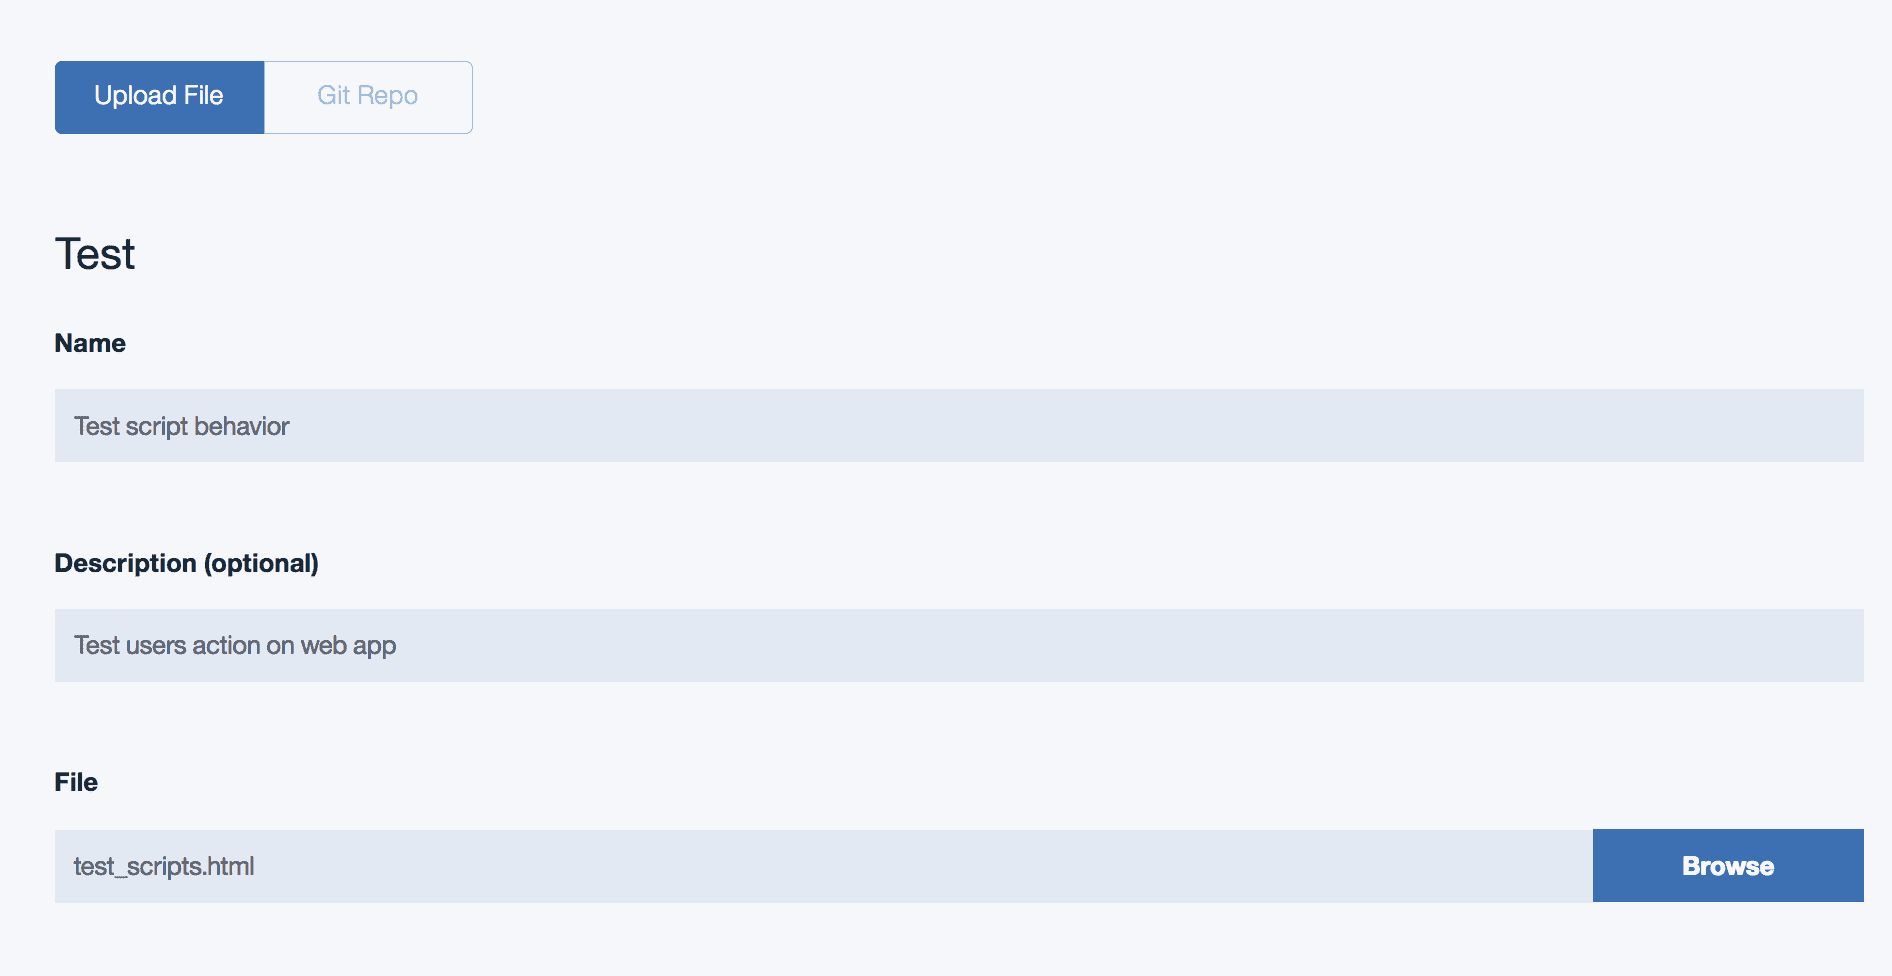 Upload File Git Repo
Test
Name
Test script behavior
Description (optional)
Test users action on web app
File
test_scripts.html Browse